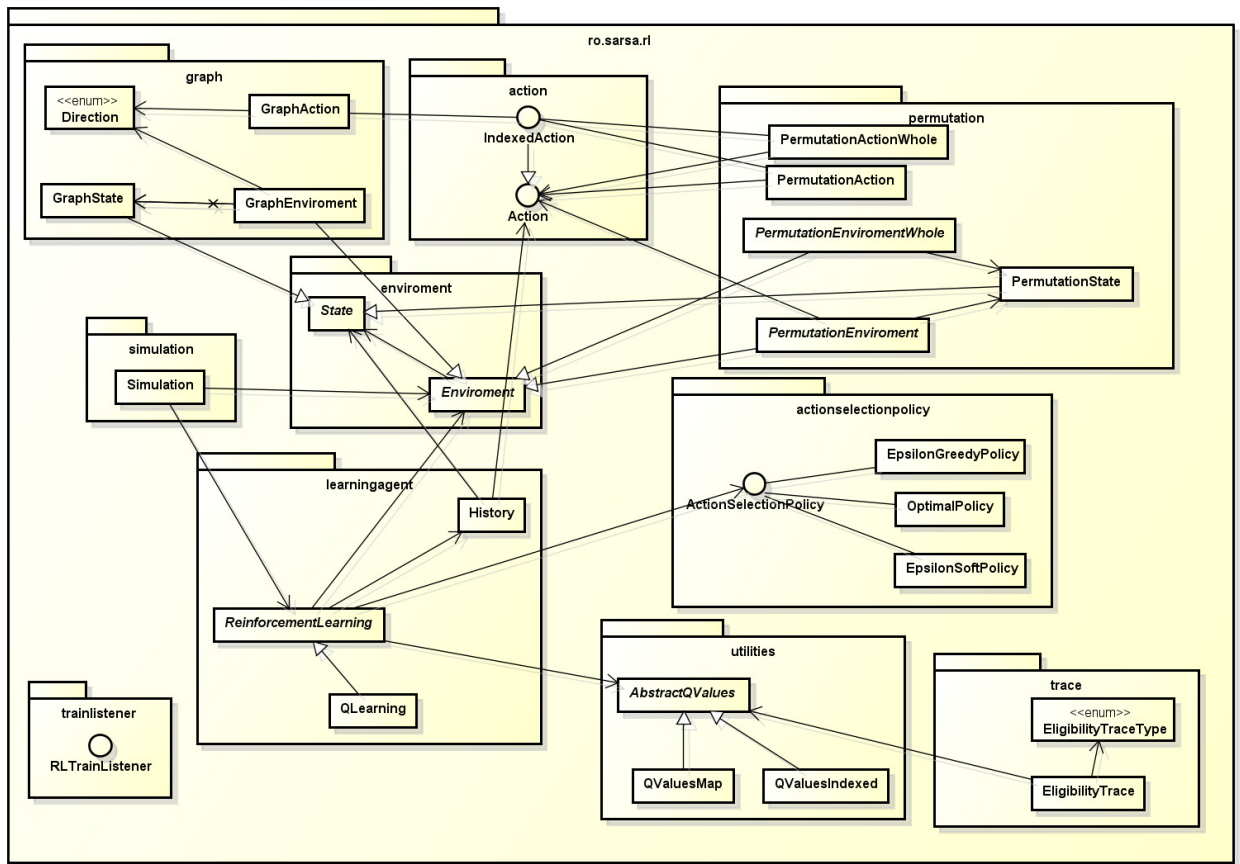 ro.sarsa.rl
graph
<<enum>>
Direction
GraphAction
GraphState
GraphEnviroment
action
IndexedAction
Action
permutation
PermutationActionWhole
PermutationAction
PermutationEnviromentWhole
PermutationState
PermutationEnviroment
enviroment
State
Enviroment
simulation
Simulation
actionselectionpolicy
EpsilonGreedyPolicy
ActionSelectionPolicy
OptimalPolicy
EpsilonSoftPolicy
learningagent
History
ReinforcementLearning
QLearning
utilities
AbstractQValues
QValuesMap
QValuesIndexed
trace
<<enum>>
EligibilityTraceType
EligibilityTrace
trainlistener
RLTrainListener